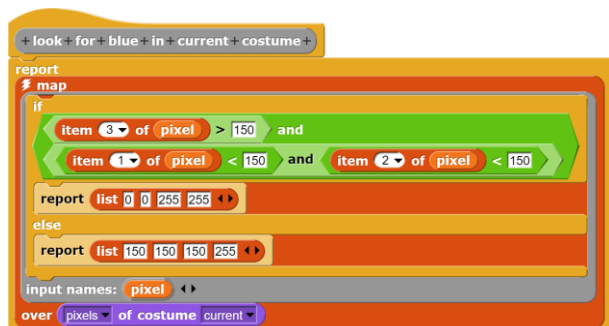 +look+for+blue+in+current+costume+
report
map
if
item 3 of pixel > 150 and
item 1 of pixel < 150 and item 2 of pixel < 150
report list 0 0 255 255
else
report list 150 150 150 255
input names: pixel
over pixels of costume current